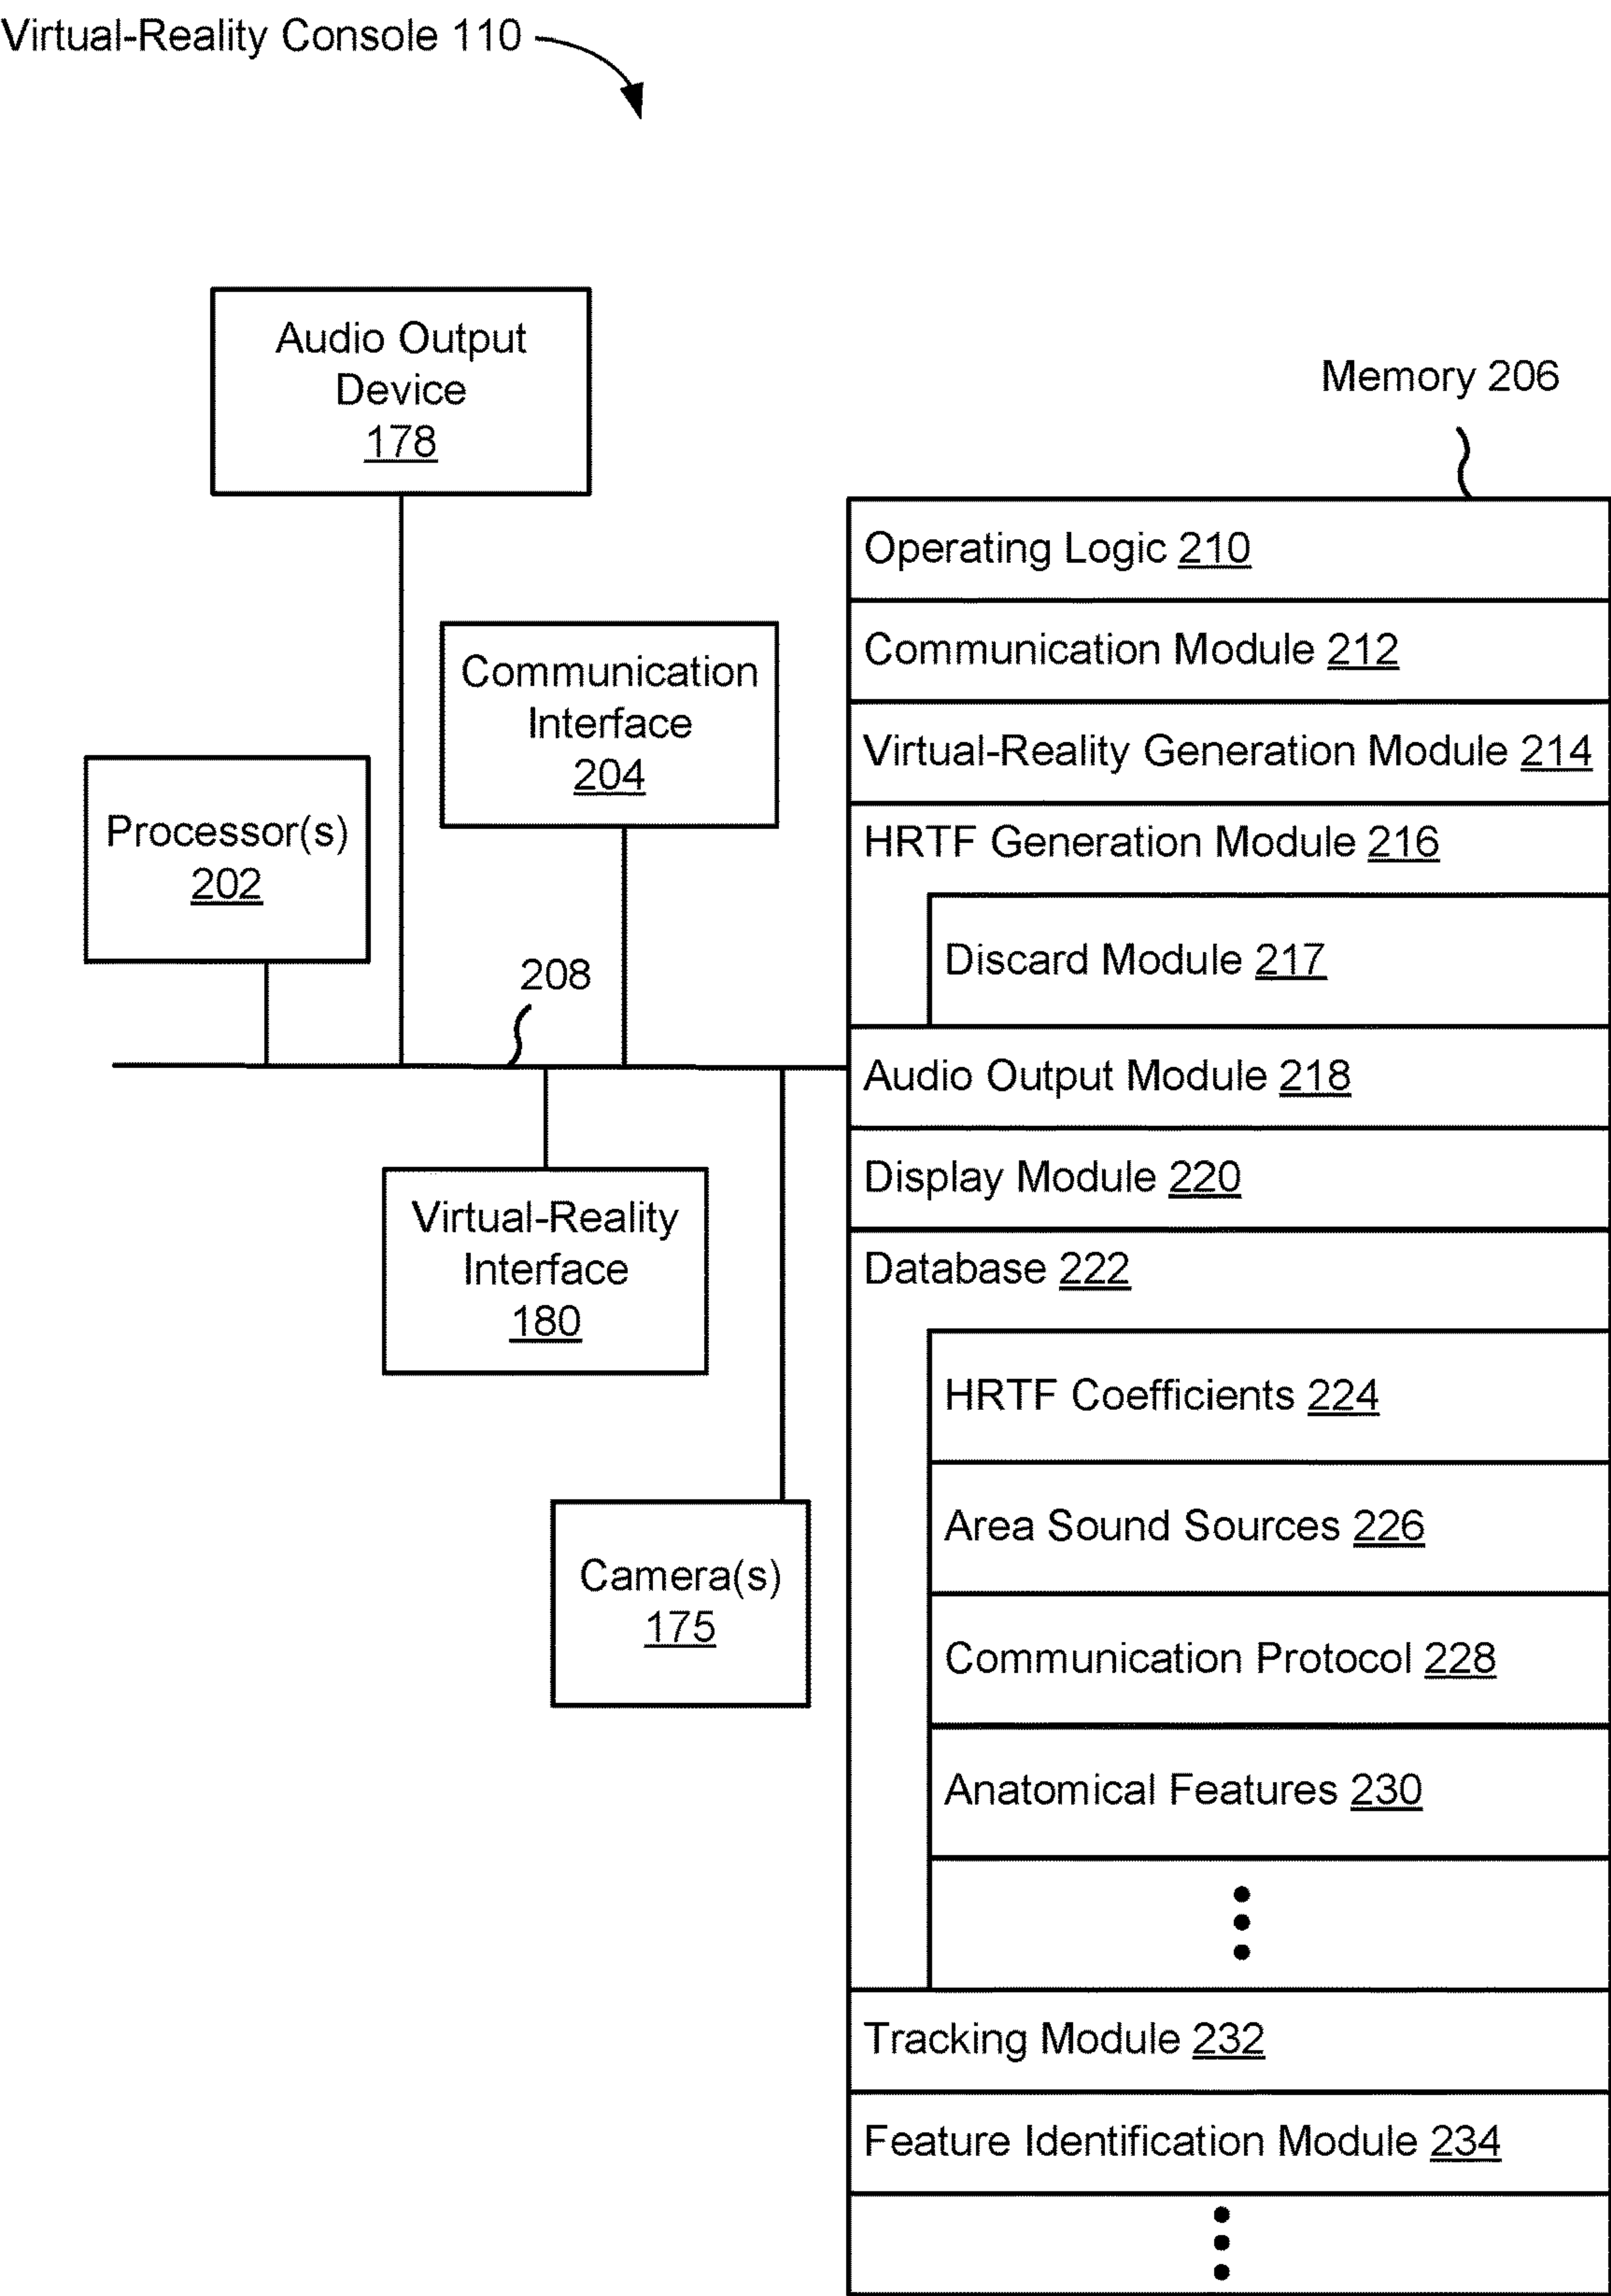 Virtual-Reality Console 110
Audio Output
Device
178
Memory 206
Communication
Interface
204
Processor(s)
202
208
Virtual-Reality
Interface
180
Camera(s)
175
Operating Logic 210
Communication Module 212
Virtual-Reality Generation Module 214
HRTF Generation Module 216
Discard Module 217
Audio Output Module 218
Display Module 220
Database 222
HRTF Coefficients 224
Area Sound Sources 226
Communication Protocol 228
Anatomical Features 230
Tracking Module 232
Feature Identification Module 234